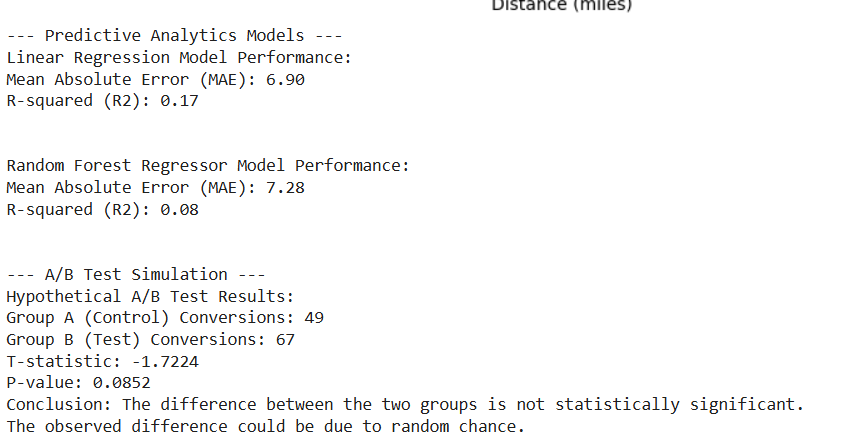 Distance (miles)
--- Predictive Analytics Models ---
Linear Regression Model Performance:
Mean Absolute Error (MAE): 6.90
R-squared (R2): 0.17
Random Forest Regressor Model Performance:
Mean Absolute Error (MAE): 7.28
R-squared (R2): 0.08
--- A/B Test Simulation ---
Hypothetical A/B Test Results:
Group A (Control) Conversions: 49
Group B (Test) Conversions: 67
T-statistic: -1.7224
P-value: 0.0852
Conclusion: The difference between the two groups is not statistically significant.
The observed difference could be due to random chance.